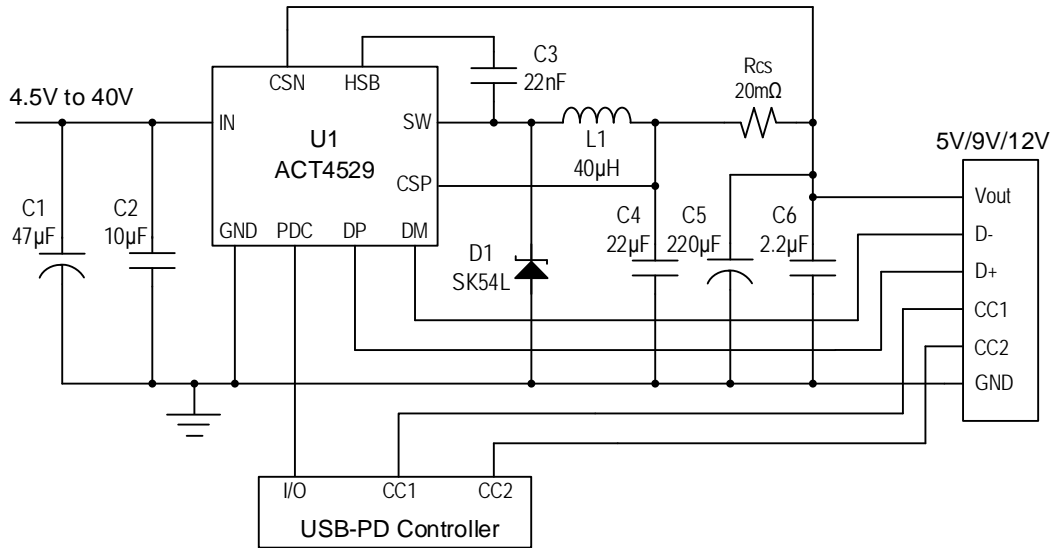 CSN
HSB
C3
22nF
Rcs
20mΩ
4.5V to 40V
IN
U1
ACT4529
SW
CSP
L1
40µH
5V/9V/12V
GND
PDC
DP
DM
C1
47µF
C2
10µF
D1
SK54L
C4
22µF
C5
220µF
C6
2.2µF
Vout
D-
D+
CC1
CC2
GND
I/O
CC1
CC2
USB-PD Controller